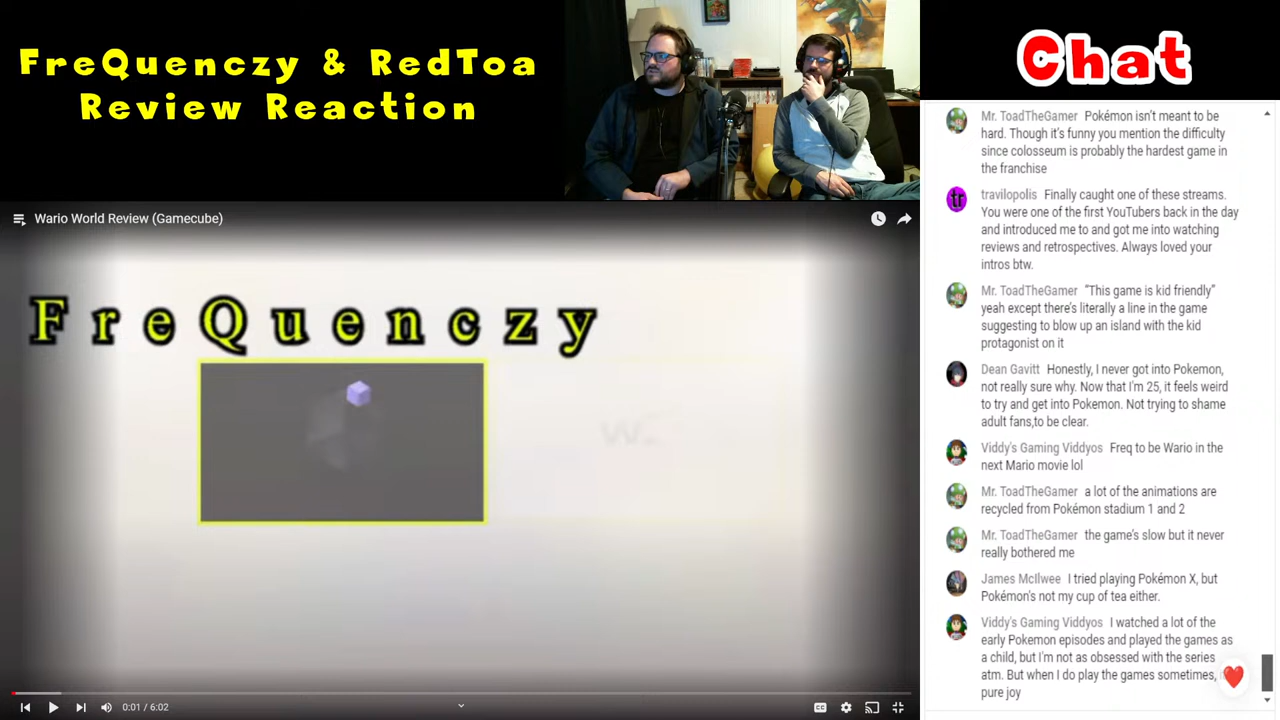 FreQuenczy & RedToa
Review Reaction
Chat
Wario World Review (Gamecube)
FreQuenczy
0:01 / 6:02
Mr. ToadTheGamer Pokémon isn't meant to be
hard. Though it's funny you mention the difficulty
since colosseum is probably the hardest game in
the franchise
travilopolis Finally caught one of these streams.
You were one of the first YouTubers back in the day
and introduced me to and got me into watching
reviews and retrospectives. Always loved your
intros btw.
Mr. ToadTheGamer “This game is kid friendly”
yeah except there's literally a line in the game
suggesting to blow up an island with the kid
protagonist on it
Dean Gavitt Honestly, I never got into Pokemon,
not really sure why. Now that I'm 25, it feels weird
to try and get into Pokemon. Not trying to shame
adult fans,to be clear.
Viddy's Gaming Viddyos Freq to be Wario in the
next Mario movie lol
Mr. ToadTheGamer a lot of the animations are
recycled from Pokémon stadium 1 and 2
Mr. ToadTheGamer the game's slow but it never
really bothered me
James McIlwee I tried playing Pokémon X, but
Pokémon's not my cup of tea either.
Viddy's Gaming Viddyos I watched a lot of the
early Pokemon episodes and played the games as
a child, but I'm not as obsessed with the series
atm. But when I do play the games sometimes,
pure joy